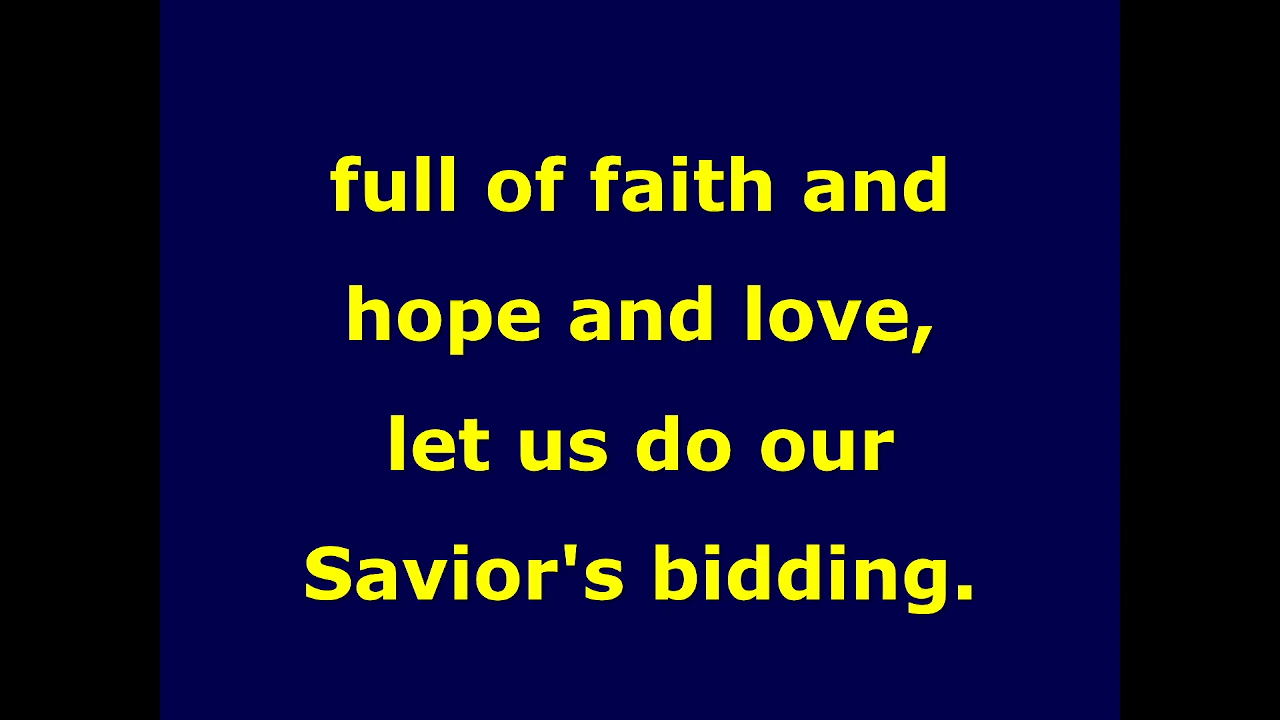 full of faith and
hope and love,
let us do our
Savior's bidding.